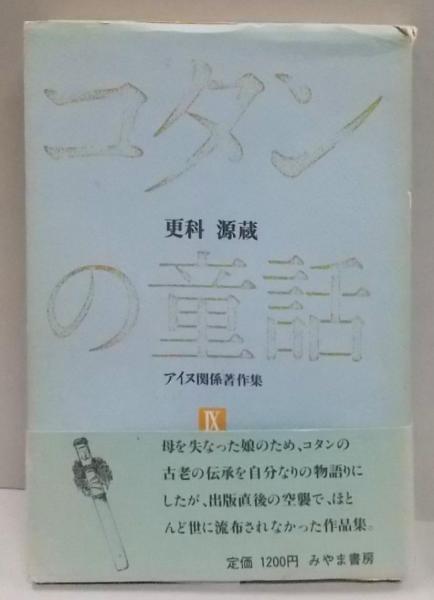 コタン
更科 源蔵
の童話
アイヌ関係著作集
IX
母を失なった娘のため、コタンの
古老の伝承を自分なりの物語りに
したが、出版直後の空襲で、ほと
んど世に流布されなかった作品集。
定価 1200円 みやま書房